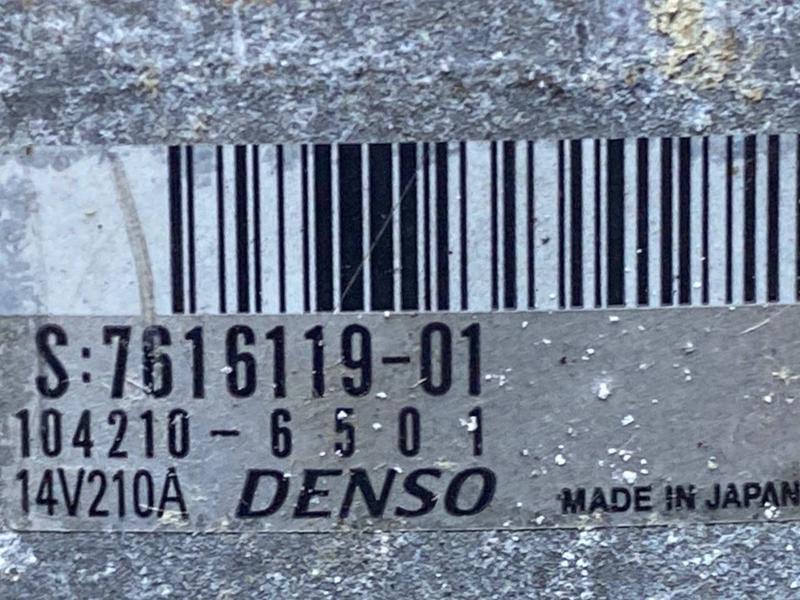 S:7616119-01
104210-6501
14V210A DENSO MADE IN JAPAN